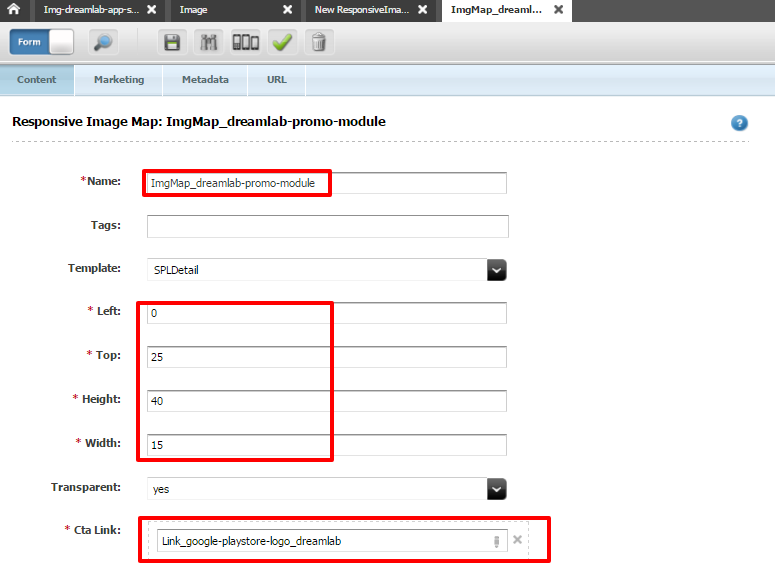 Img-dreamlab-app-s...
Image
New ResponsiveIma...
ImgMap_dreaml...
Form
Content
Marketing
Metadata
URL
Responsive Image Map: ImgMap_dreamlab-promo-module
?
*Name:
ImgMap_dreamlab-promo-module
Tags:
Template:
SPLDetail
* Left:
0
* Top:
25
* Height:
40
* Width:
15
Transparent:
yes
* Cta Link:
Link_google-playstore-logo_dreamlab